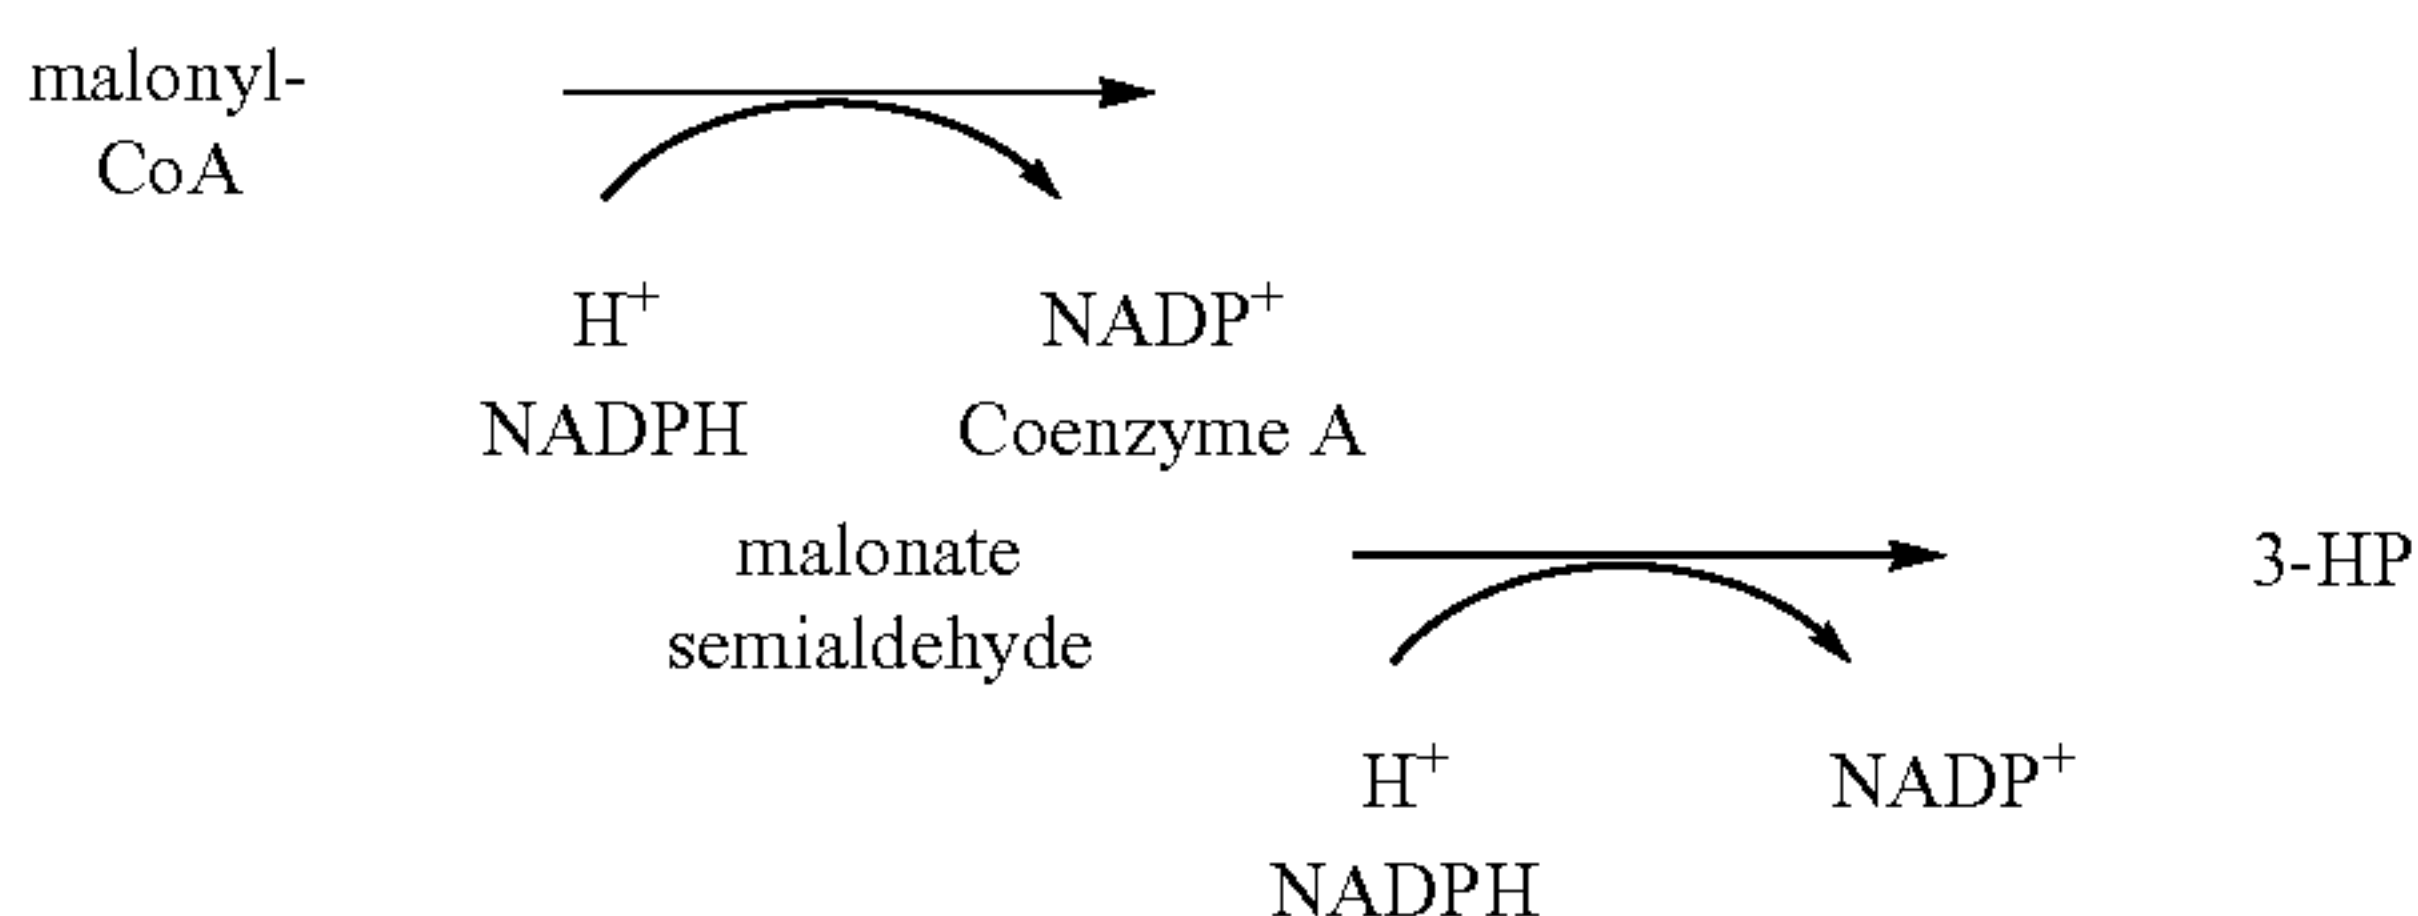 malonyl-
CoA
H⁺ NADP⁺
NADPH Coenzyme A
malonate
semialdehyde
3-HP
H⁺ NADP⁺
NADPH